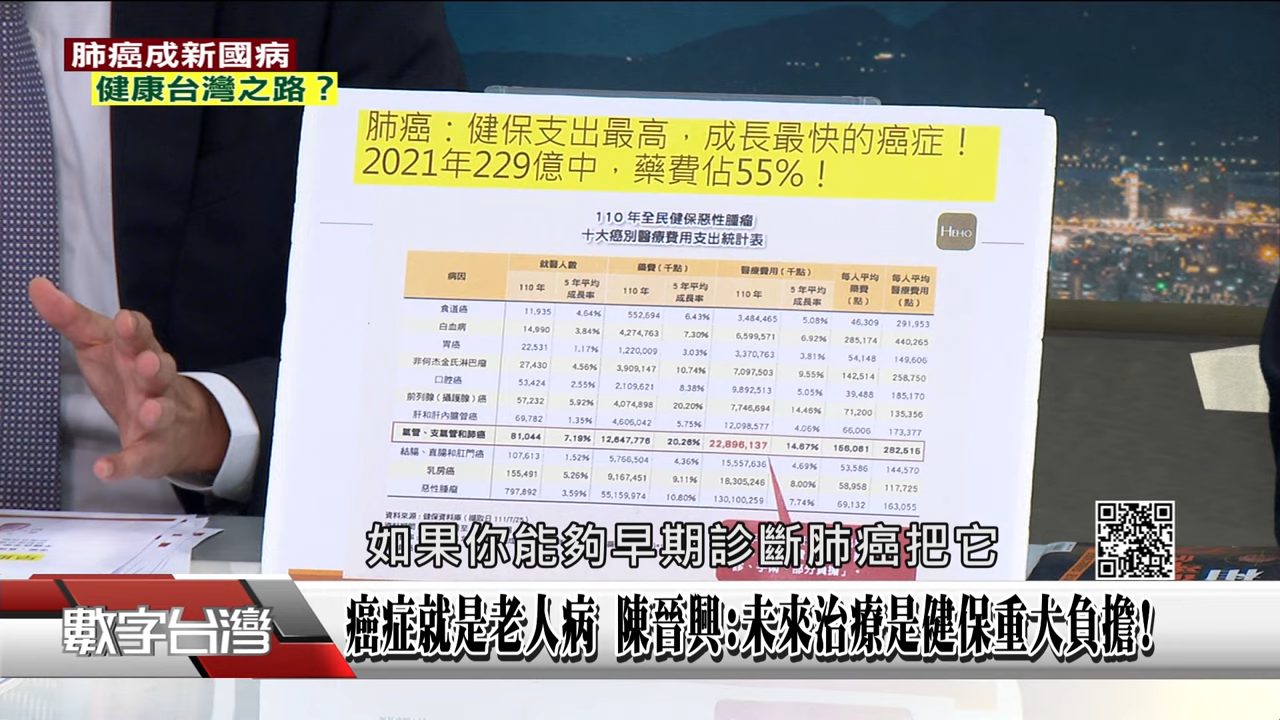 肺癌成新國病
健康台灣之路？
肺癌：健保支出最高，成長最快的癌症！
2021年229億中，藥費佔55%！
110年全民健保惡性腫瘤
十大癌別醫療費用支出統計表
HEHO
病因 就醫人數 藥費（千點） 醫療費用（千點） 每人平均藥費（點） 每人平均醫療費用（點）
110年 5年平均成長率 110年 5年平均成長率 110年 5年平均成長率
食道癌 11,935 4.64% 552,694 6.43% 3,484,465 5.08% 46,309 291,953
白血病 14,990 3.84% 4,274,763 7.30% 6,599,571 6.92% 285,174 440,265
胃癌 22,531 1.17% 1,220,009 3.03% 3,370,763 3.81% 54,148 149,606
非何杰金氏淋巴瘤 27,430 4.56% 3,909,147 10.74% 7,097,503 9.55% 142,514 258,750
口腔癌 53,424 2.55% 2,109,621 8.38% 9,892,513 5.05% 39,488 185,170
前列腺（攝護腺）癌 57,232 5.92% 4,074,898 20.20% 7,746,694 14.46% 71,200 135,356
肝和肝內膽管癌 69,782 1.35% 4,606,042 5.75% 12,098,577 4.06% 66,006 173,377
氣管、支氣管和肺癌 81,044 7.19% 12,647,776 20.26% 22,896,137 14.67% 156,061 282,515
結腸、直腸和肛門癌 107,613 1.52% 5,766,504 4.36% 15,557,636 4.69% 53,586 144,570
乳房癌 155,491 5.26% 9,167,451 9.11% 18,305,246 8.00% 58,958 117,725
惡性腫瘤 797,892 3.59% 55,159,974 10.80% 130,100,259 7.74% 69,132 163,055
資料來源：健保資料庫（擷取日 111/7/25）
如果你能夠早期診斷肺癌把它
數字台灣
癌症就是老人病 陳晉興:未來治療是健保重大負擔!